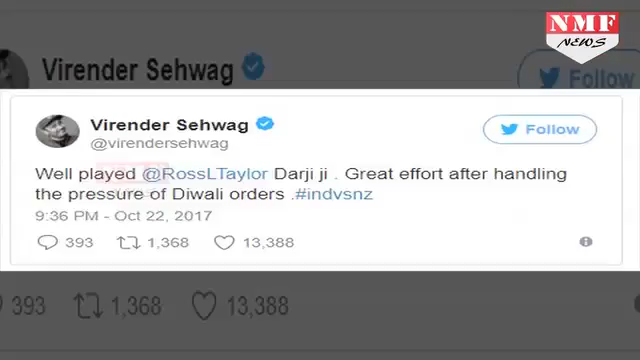 NMF
NEWS
Virender Sehwag
Follow
Virender Sehwag
@virendersehwag
Follow
Well played @RossLTaylor Darji ji . Great effort after handling
the pressure of Diwali orders .#indvsnz
9:36 PM - Oct 22, 2017
393 1,368 13,388
393 1,368 13,388